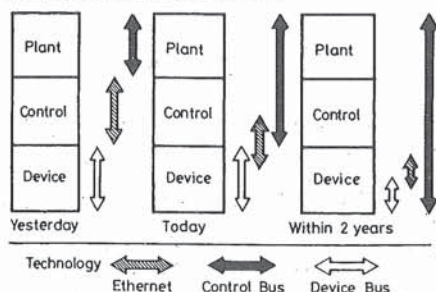 Plant Plant Plant
Control Control Control
Device Device Device
Yesterday Today Within 2 years
Technology
Ethernet Control Bus Device Bus